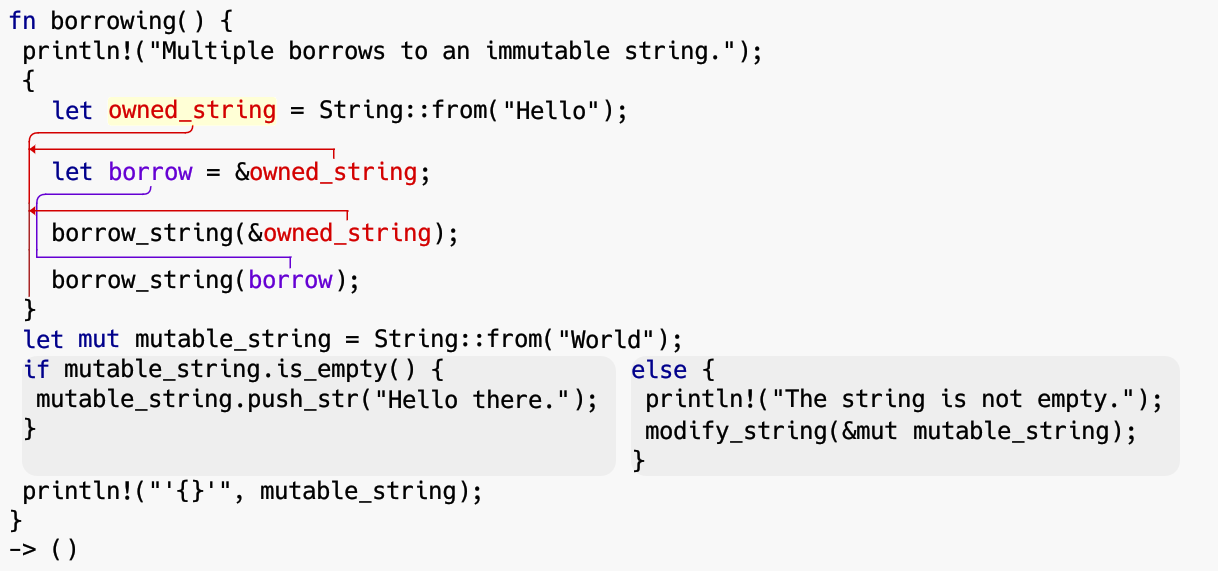 fn borrowing() {
println!("Multiple borrows to an immutable string.");
{
let owned_string = String::from("Hello");
let borrow = &owned_string;
borrow_string(&owned_string);
borrow_string(borrow);
}
let mut mutable_string = String::from("World");
if mutable_string.is_empty() {
mutable_string.push_str("Hello there.");
}
else {
println!("The string is not empty.");
modify_string(&mut mutable_string);
}
println!("'{}'", mutable_string);
}
-> ()